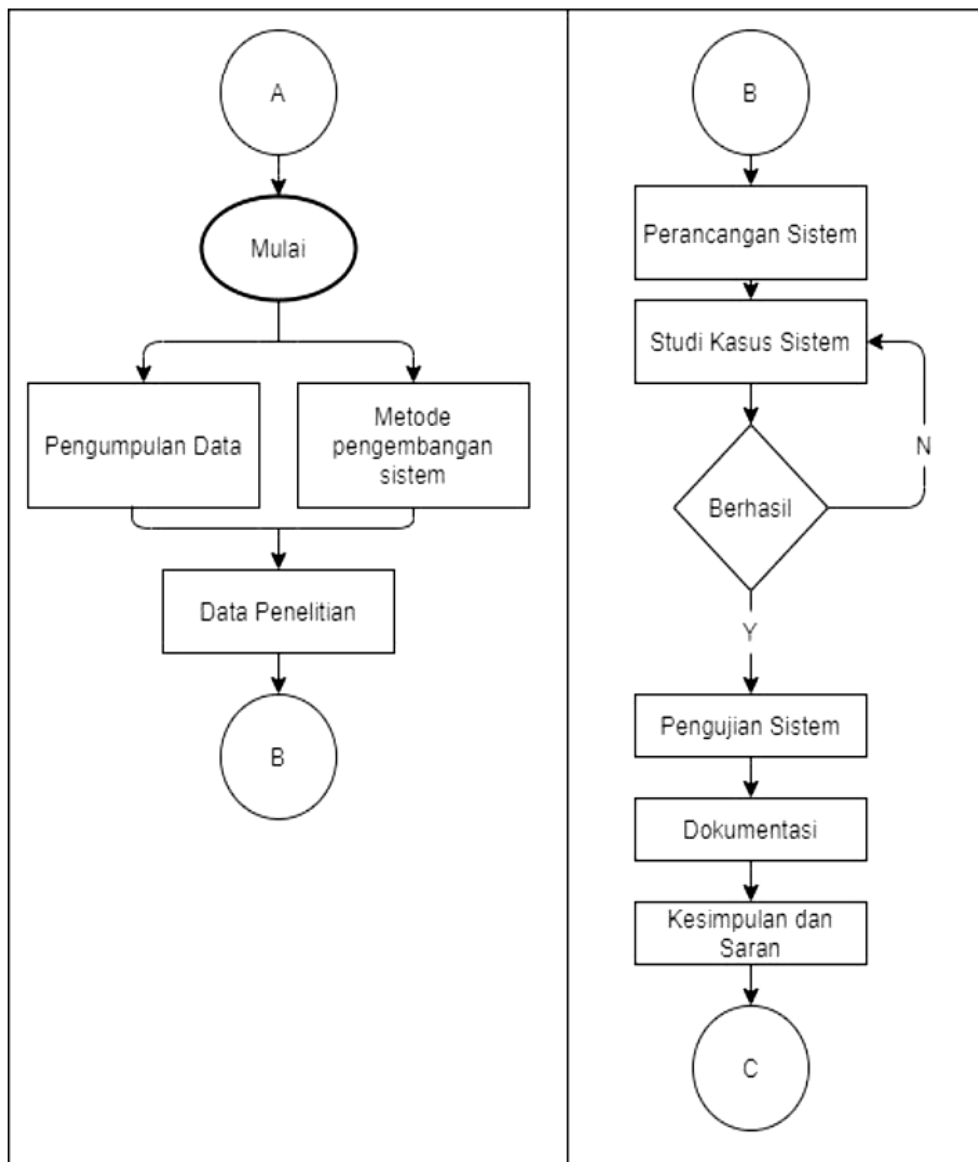 A
Mulai
Pengumpulan Data
Metode
pengembangan
sistem
Data Penelitian
B
B
Perancangan Sistem
Studi Kasus Sistem
N
Berhasil
Y
Pengujian Sistem
Dokumentasi
Kesimpulan dan
Saran
C